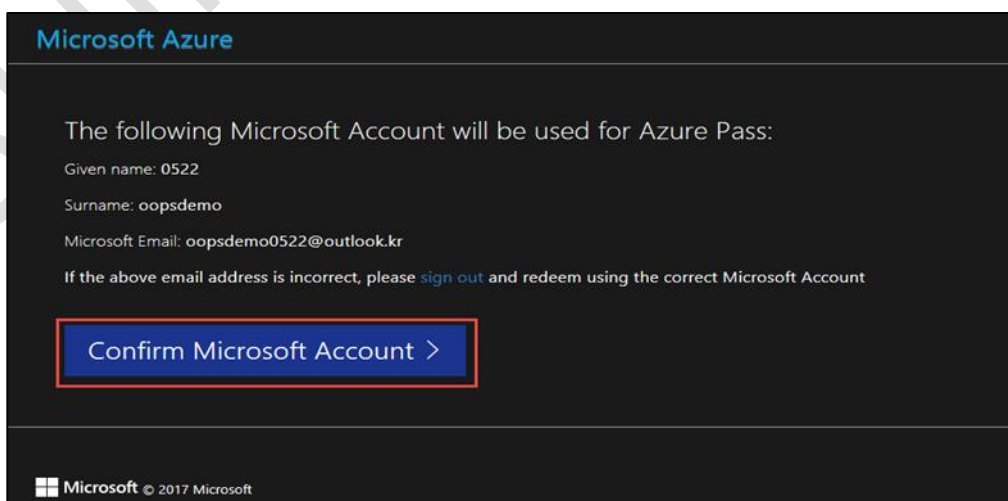 Microsoft Azure
The following Microsoft Account will be used for Azure Pass:
Given name: 0522
Surname: oopsdemo
Microsoft Email: oopsdemo0522@outlook.kr
If the above email address is incorrect, please sign out and redeem using the correct Microsoft Account
Confirm Microsoft Account >
Microsoft © 2017 Microsoft